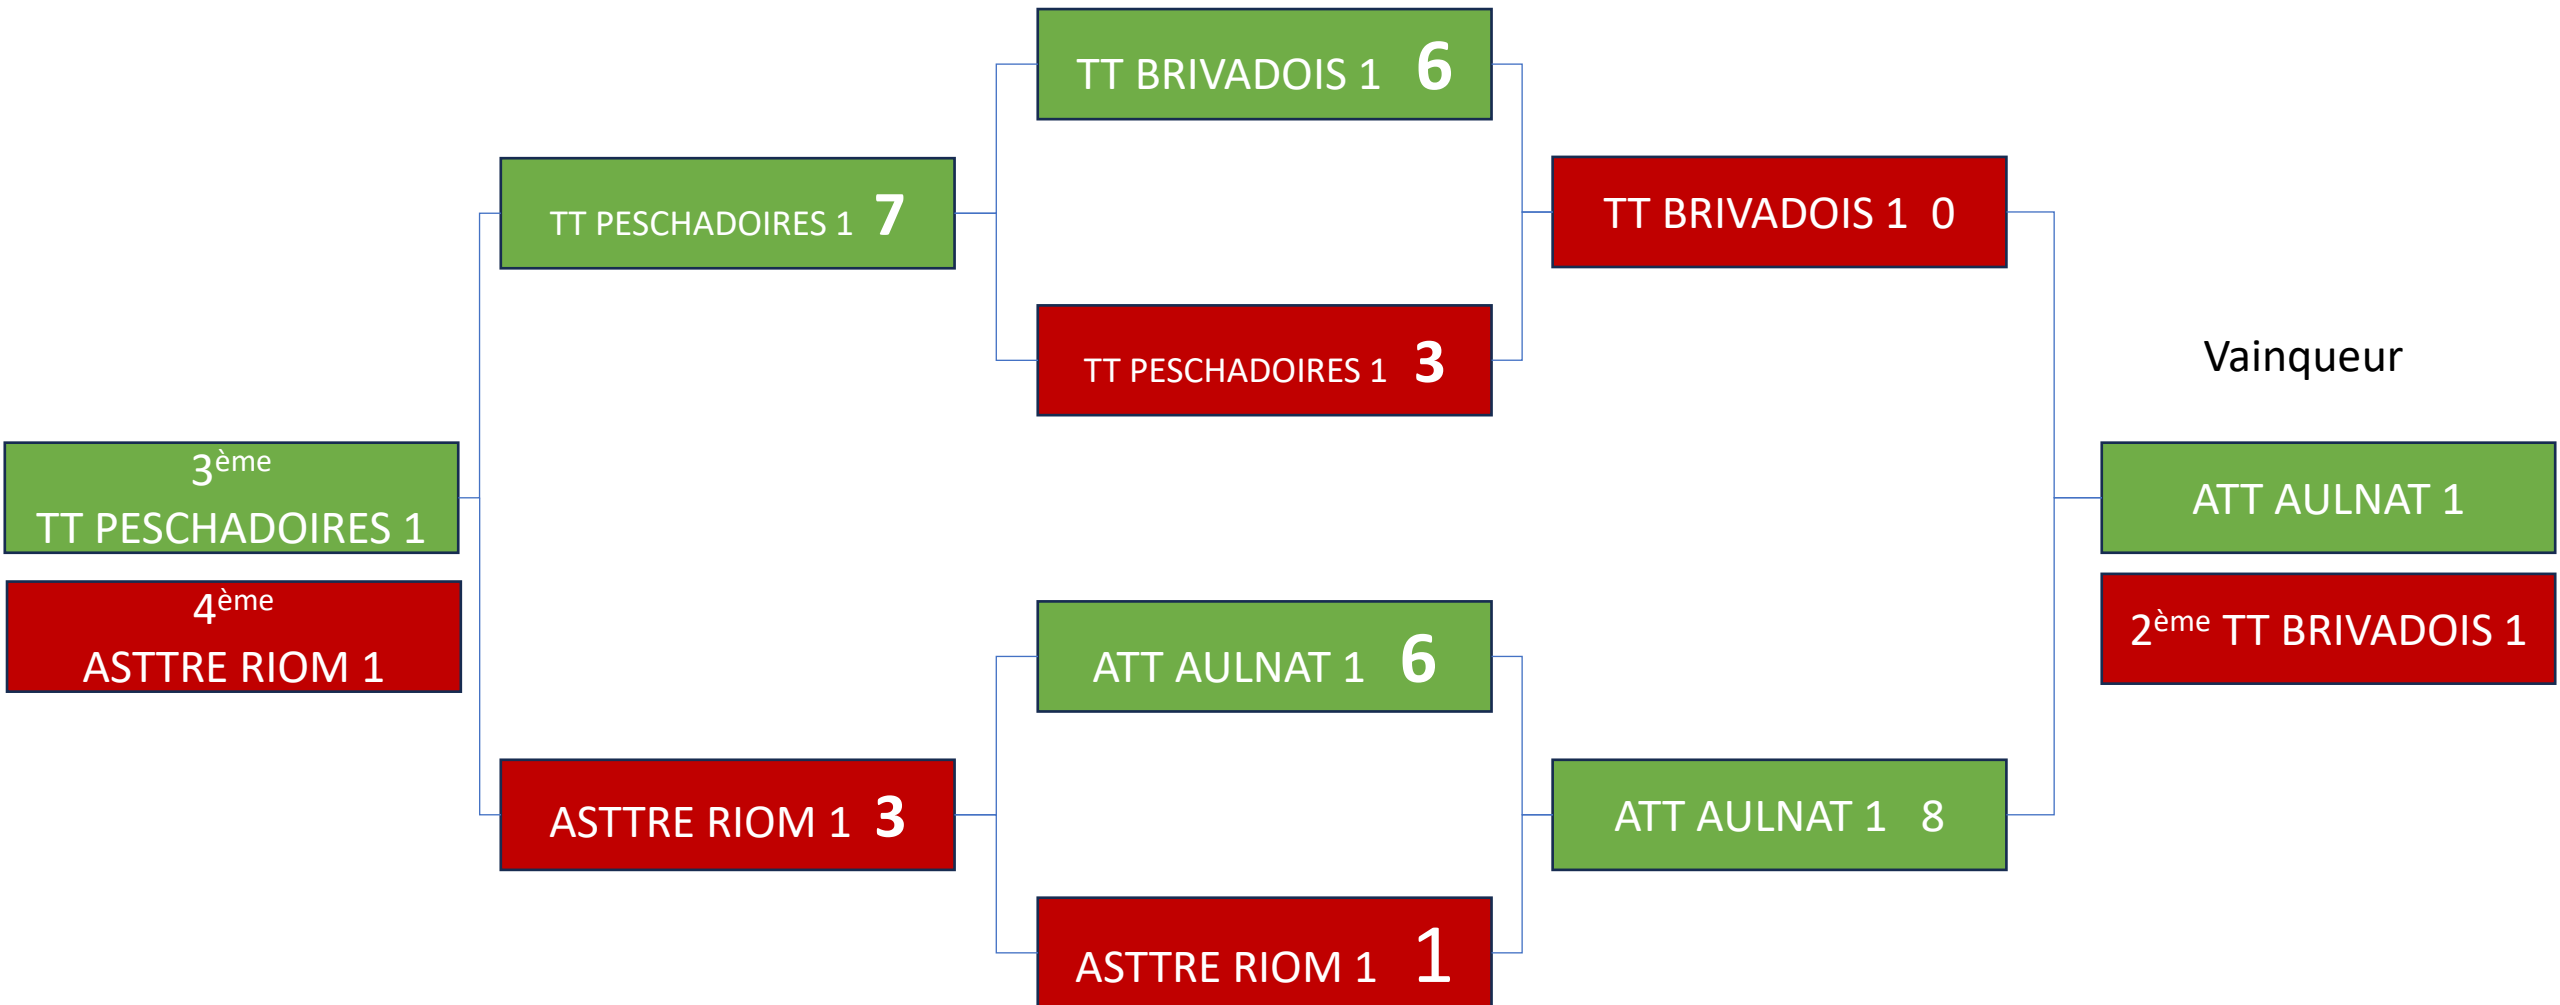 TT BRIVADOIS 1 6
TT PESCHADOIRES 1 7
TT BRIVADOIS 1 0
TT PESCHADOIRES 1 3
Vainqueur
3ème
TT PESCHADOIRES 1
ATT AULNAT 1
4ème
ASTTRE RIOM 1
2ème TT BRIVADOIS 1
ATT AULNAT 1 6
ASTTRE RIOM 1 3
ATT AULNAT 1 8
ASTTRE RIOM 1 1